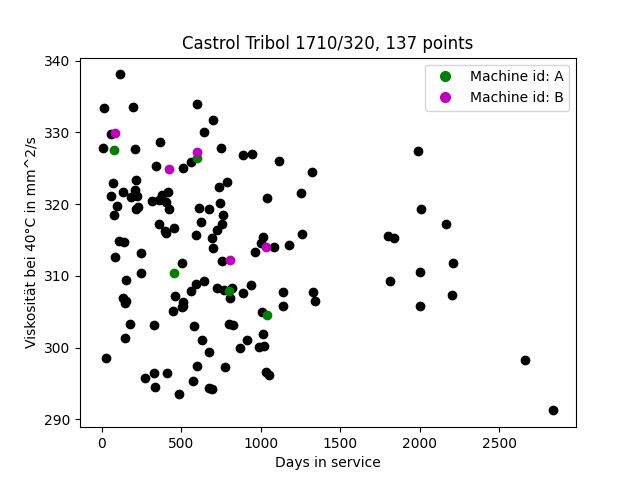 Castrol Tribol 1710/320, 137 points
Machine id: A
Machine id: B
Viskosität bei 40°C in mm^2/s
340
330
320
310
300
290
0 500 1000 1500 2000 2500
Days in service